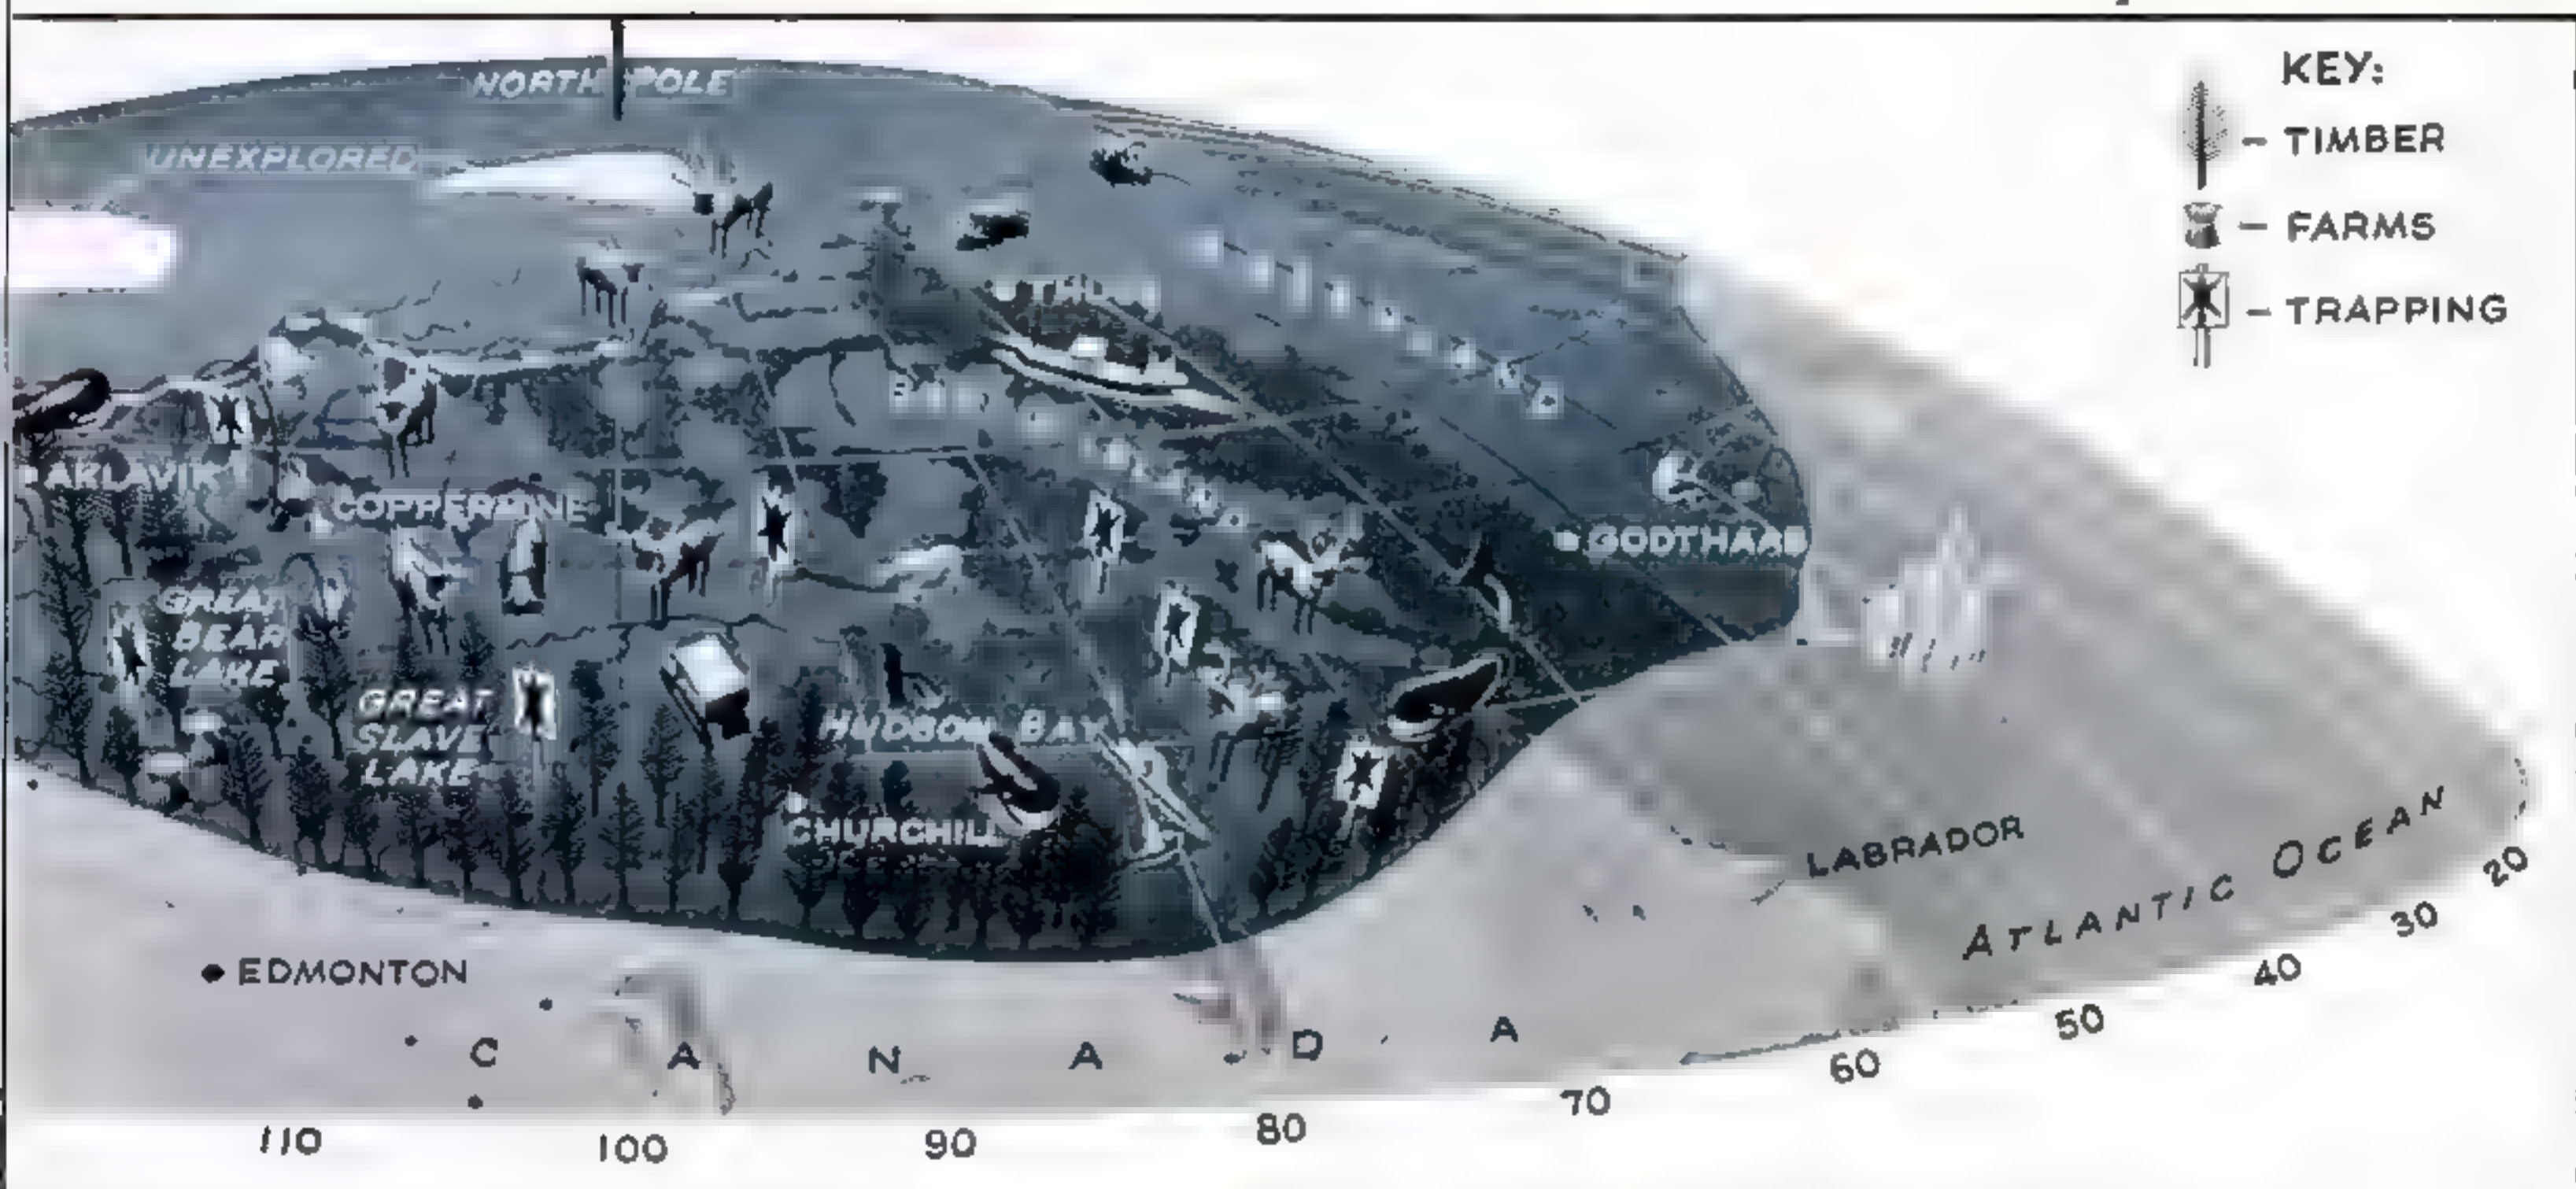 NORTH POLE
UNEXPLORED
KEY:
- TIMBER
- FARMS
- TRAPPING
AKLAVIK
COPPERMINE
GODTHAAB
GREAT
BEAR
LAKE
GREAT
SLAVE
LAKE
HUDSON BAY
CHURCHILL
LABRADOR
ATLANTIC OCEAN
EDMONTON
CANADA
110 100 90 80 70 60 50 40 30 20